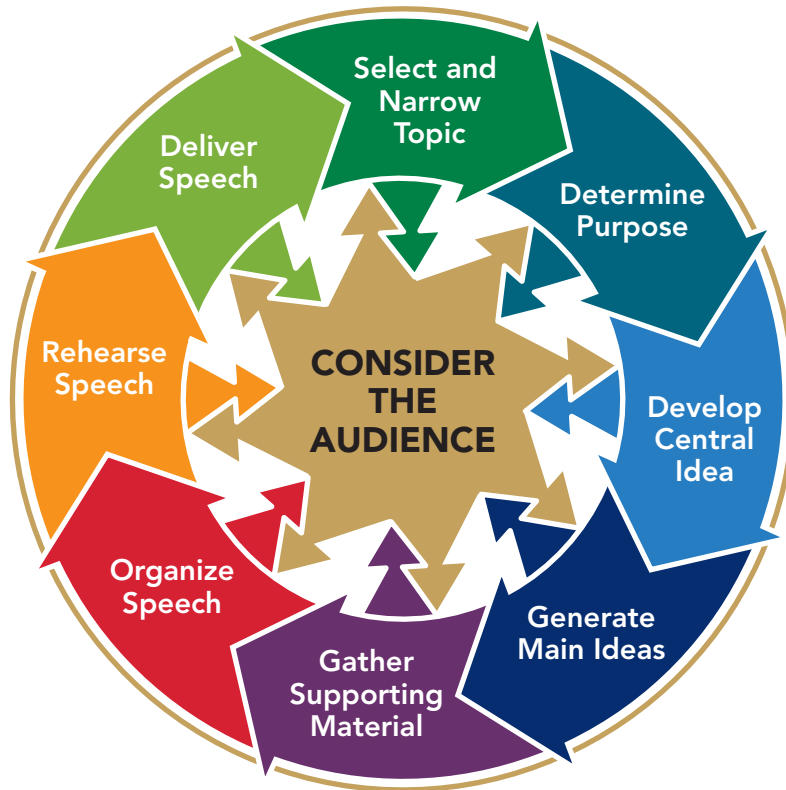 Select and
Narrow
Topic
Determine
Purpose
Develop
Central
Idea
Generate
Main Ideas
Gather
Supporting
Material
Organize
Speech
Rehearse
Speech
Deliver
Speech
CONSIDER
THE
AUDIENCE